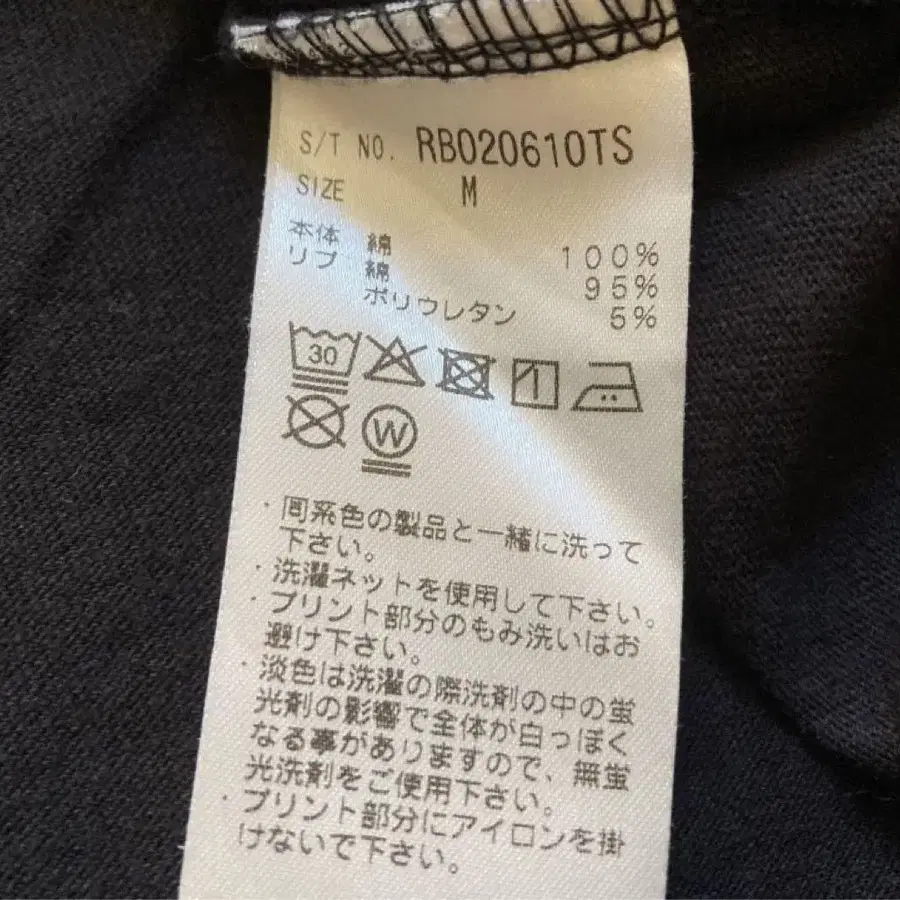 S/T NO. RB020610TS
SIZE M
本体 綿 100%
リブ 綿 95%
ポリウレタン 5%
30
W
・同系色の製品と一緒に洗って
下さい。
・洗濯ネットを使用して下さい。
・プリント部分のもみ洗いはお
避け下さい。
・淡色は洗濯の際洗剤の中の蛍
光剤の影響で全体が白っぽく
なる事がありますので、無蛍
光洗剤をご使用下さい。
・プリント部分にアイロンを掛
けないで下さい。